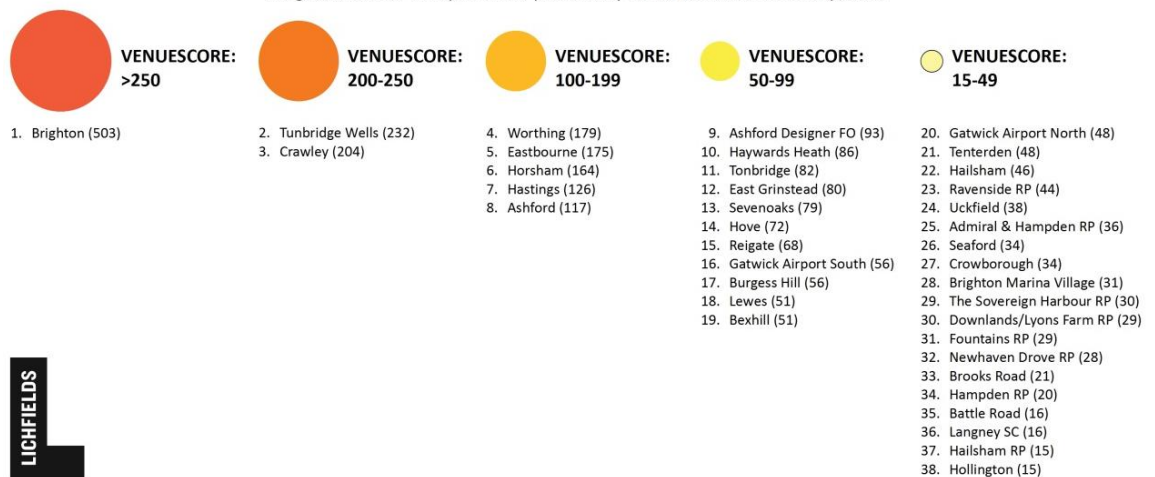 VENUESCORE:
>250
1. Brighton (503)
VENUESCORE:
200-250
2. Tunbridge Wells (232)
3. Crawley (204)
VENUESCORE:
100-199
4. Worthing (179)
5. Eastbourne (175)
6. Horsham (164)
7. Hastings (126)
8. Ashford (117)
VENUESCORE:
50-99
9. Ashford Designer FO (93)
10. Haywards Heath (86)
11. Tonbridge (82)
12. East Grinstead (80)
13. Sevenoaks (79)
14. Hove (72)
15. Reigate (68)
16. Gatwick Airport South (56)
17. Burgess Hill (56)
18. Lewes (51)
19. Bexhill (51)
VENUESCORE:
15-49
20. Gatwick Airport North (48)
21. Tenterden (48)
22. Hailsham (46)
23. Ravenside RP (44)
24. Uckfield (38)
25. Admiral & Hampden RP (36)
26. Seaford (34)
27. Crowborough (34)
28. Brighton Marina Village (31)
29. The Sovereign Harbour RP (30)
30. Downlands/Lyons Farm RP (29)
31. Fountains RP (29)
32. Newhaven Drove RP (28)
33. Brooks Road (21)
34. Hampden RP (20)
35. Battle Road (16)
36. Langney SC (16)
37. Hailsham RP (15)
38. Hollington (15)
LICHFIELDS